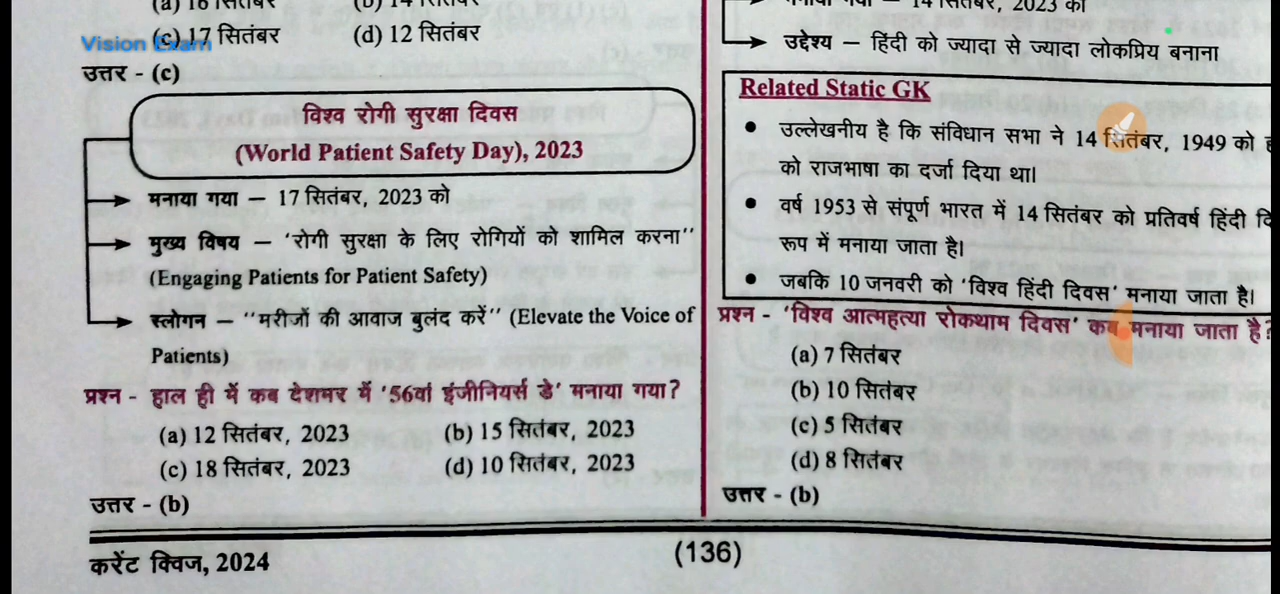 (c) 17 सितंबर (d) 12 सितंबर
Vision Exam
उत्तर - (c)
विश्व रोगी सुरक्षा दिवस
(World Patient Safety Day), 2023
मनाया गया – 17 सितंबर, 2023 को
मुख्य विषय – 'रोगी सुरक्षा के लिए रोगियों को शामिल करना''
(Engaging Patients for Patient Safety)
स्लोगन – ''मरीजों की आवाज बुलंद करें'' (Elevate the Voice of
Patients)
प्रश्न - हाल ही में कब देशभर में '56वां इंजीनियर्स डे' मनाया गया?
(a) 12 सितंबर, 2023 (b) 15 सितंबर, 2023
(c) 18 सितंबर, 2023 (d) 10 सितंबर, 2023
उत्तर - (b)
14 सितंबर, 2023 को
उद्देश्य – हिंदी को ज्यादा से ज्यादा लोकप्रिय बनाना
Related Static GK
• उल्लेखनीय है कि संविधान सभा ने 14 सितंबर, 1949 को
को राजभाषा का दर्जा दिया था।
• वर्ष 1953 से संपूर्ण भारत में 14 सितंबर को प्रतिवर्ष हिंदी
रूप में मनाया जाता है।
• जबकि 10 जनवरी को 'विश्व हिंदी दिवस' मनाया जाता है।
प्रश्न - 'विश्व आत्महत्या रोकथाम दिवस' कब मनाया जाता है?
(a) 7 सितंबर
(b) 10 सितंबर
(c) 5 सितंबर
(d) 8 सितंबर
उत्तर - (b)
करेंट क्विज, 2024
(136)